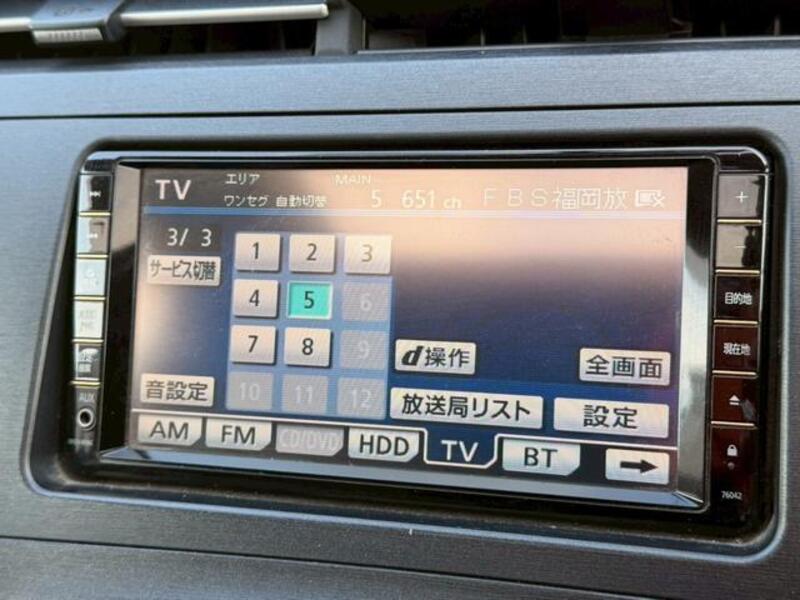 エリア MAIN
TV ワンセグ 自動切替 5 651 ch FBS福岡放
3/ 3
サービス切替
1 2 3
4 5 6
7 8 9
10 11 12
d操作
全画面
音設定
放送局リスト
設定
AM FM CD/DVD HDD TV BT
AUX
目的地
現在地
76042